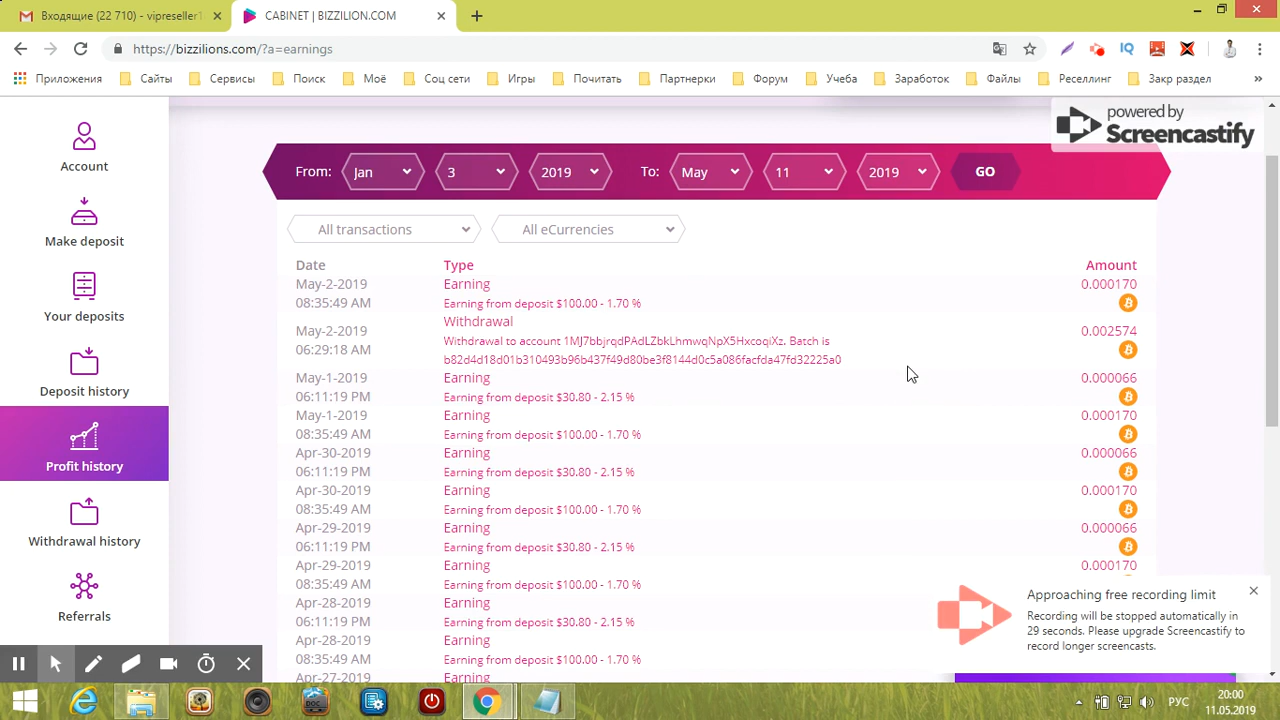 Входящие (22 710) - vipreseller1
CABINET | BIZZILION.COM
https://bizzilions.com/?a=earnings
Приложения Сайты Сервисы Поиск Моё Соц сети Игры Почитать Партнерки Форум Учеба Заработок Файлы Реселлинг Закр раздел »
powered by
Screencastify
Account
Make deposit
Your deposits
Deposit history
Profit history
Withdrawal history
Referrals
From: Jan 3 2019 To: May 11 2019 GO
All transactions All eCurrencies
Date Type Amount
May-2-2019 Earning 0.000170
08:35:49 AM Earning from deposit $100.00 - 1.70 %
Withdrawal
May-2-2019 0.002574
Withdrawal to account 1MJ7bbjrqdPAdLZbkLhmwqNpX5HxcoqiXz. Batch is
06:29:18 AM
b82d4d18d01b310493b96b437f49d80be3f8144d0c5a086facfda47fd32225a0
May-1-2019 Earning 0.000066
06:11:19 PM Earning from deposit $30.80 - 2.15 %
May-1-2019 Earning 0.000170
08:35:49 AM Earning from deposit $100.00 - 1.70 %
Apr-30-2019 Earning 0.000066
06:11:19 PM Earning from deposit $30.80 - 2.15 %
Apr-30-2019 Earning 0.000170
08:35:49 AM Earning from deposit $100.00 - 1.70 %
Apr-29-2019 Earning 0.000066
06:11:19 PM Earning from deposit $30.80 - 2.15 %
Apr-29-2019 Earning 0.000170
08:35:49 AM Earning from deposit $100.00 - 1.70 %
Apr-28-2019 Earning
06:11:19 PM Earning from deposit $30.80 - 2.15 %
Apr-28-2019 Earning
08:35:49 AM Earning from deposit $100.00 - 1.70 %
Apr-27-2019 Earning
Approaching free recording limit
Recording will be stopped automatically in
29 seconds. Please upgrade Screencastify to
record longer screencasts.
DOC
РУС
20:00
11.05.2019